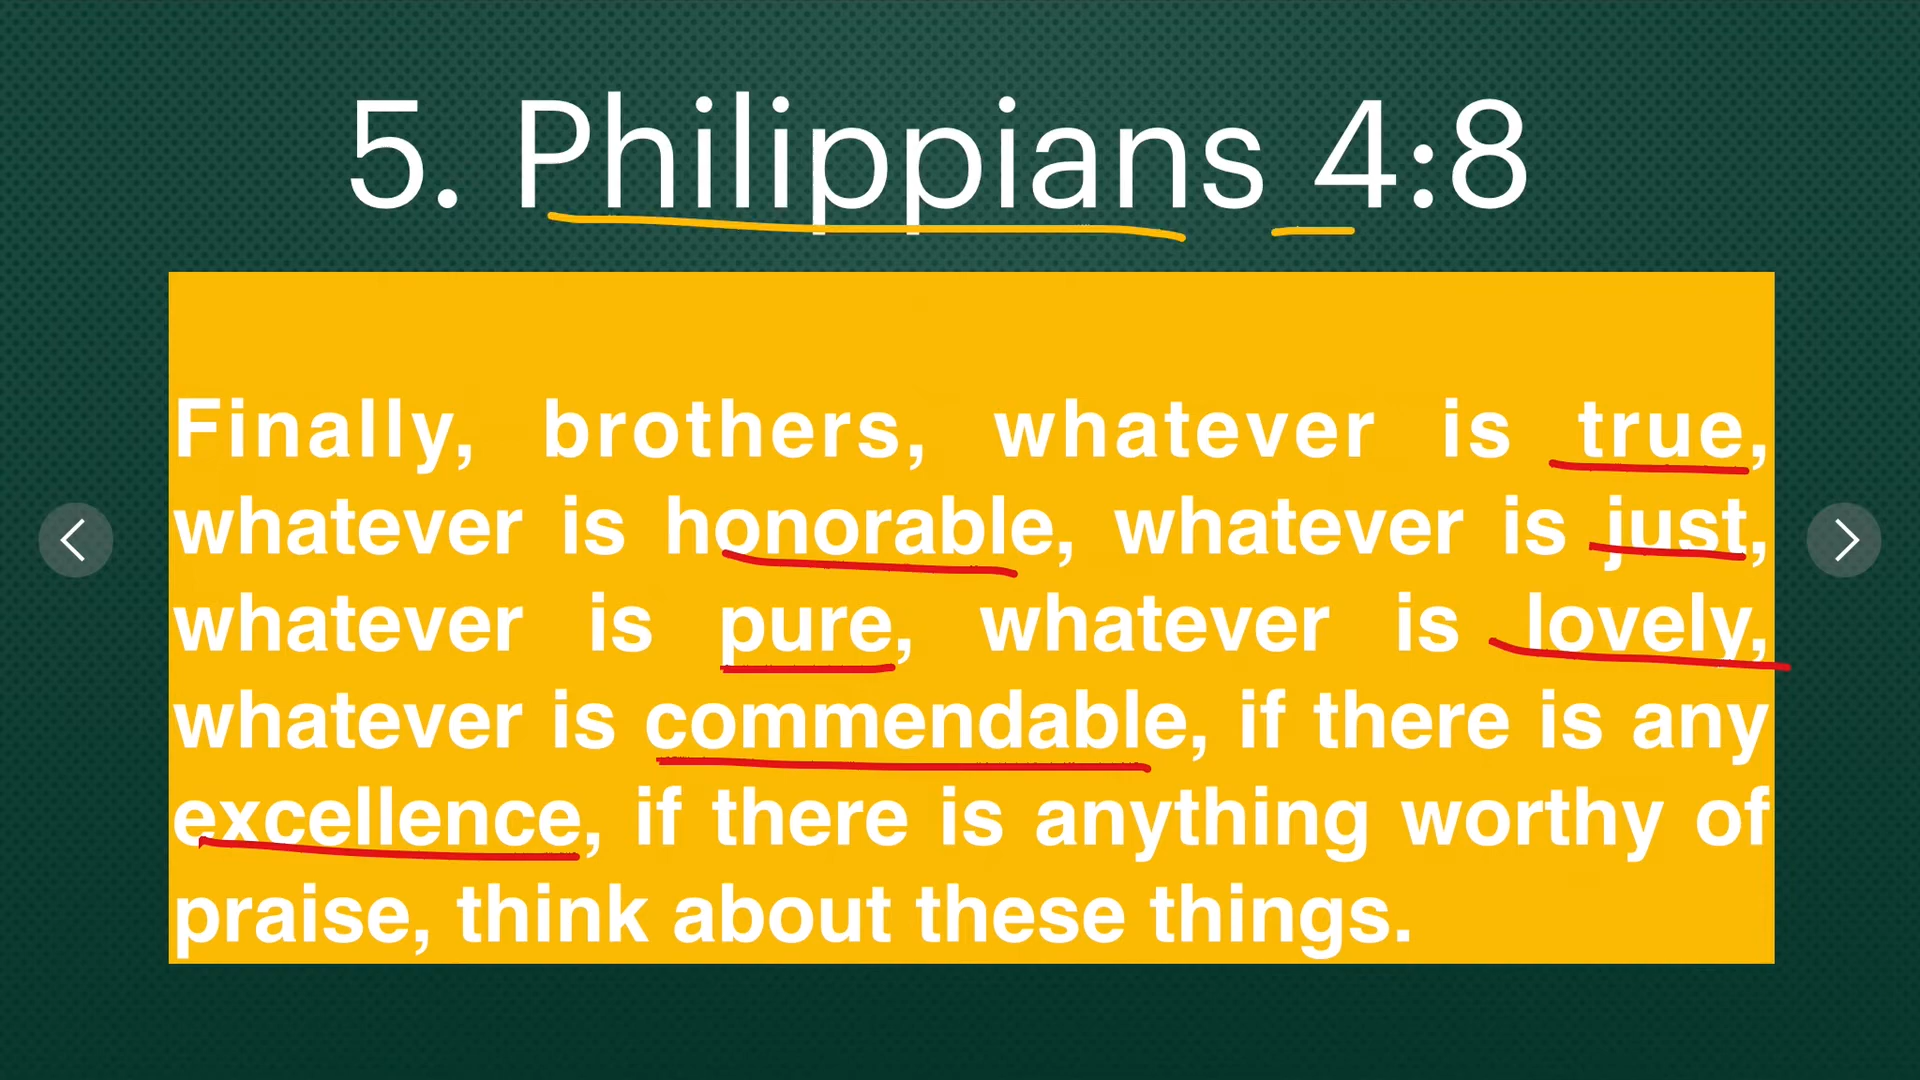 5. Philippians 4:8
Finally, brothers, whatever is true,
whatever is honorable, whatever is just,
whatever is pure, whatever is lovely,
whatever is commendable, if there is any
excellence, if there is anything worthy of
praise, think about these things.